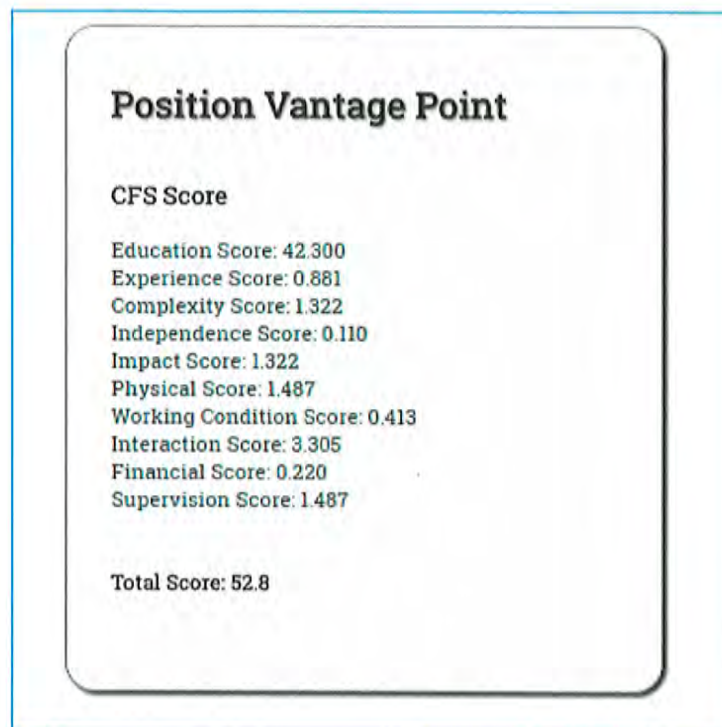 Position Vantage Point
CFS Score
Education Score: 42.300
Experience Score: 0.881
Complexity Score: 1.322
Independence Score: 0.110
Impact Score: 1.322
Physical Score: 1.487
Working Condition Score: 0.413
Interaction Score: 3.305
Financial Score: 0.220
Supervision Score: 1.487
Total Score: 52.8